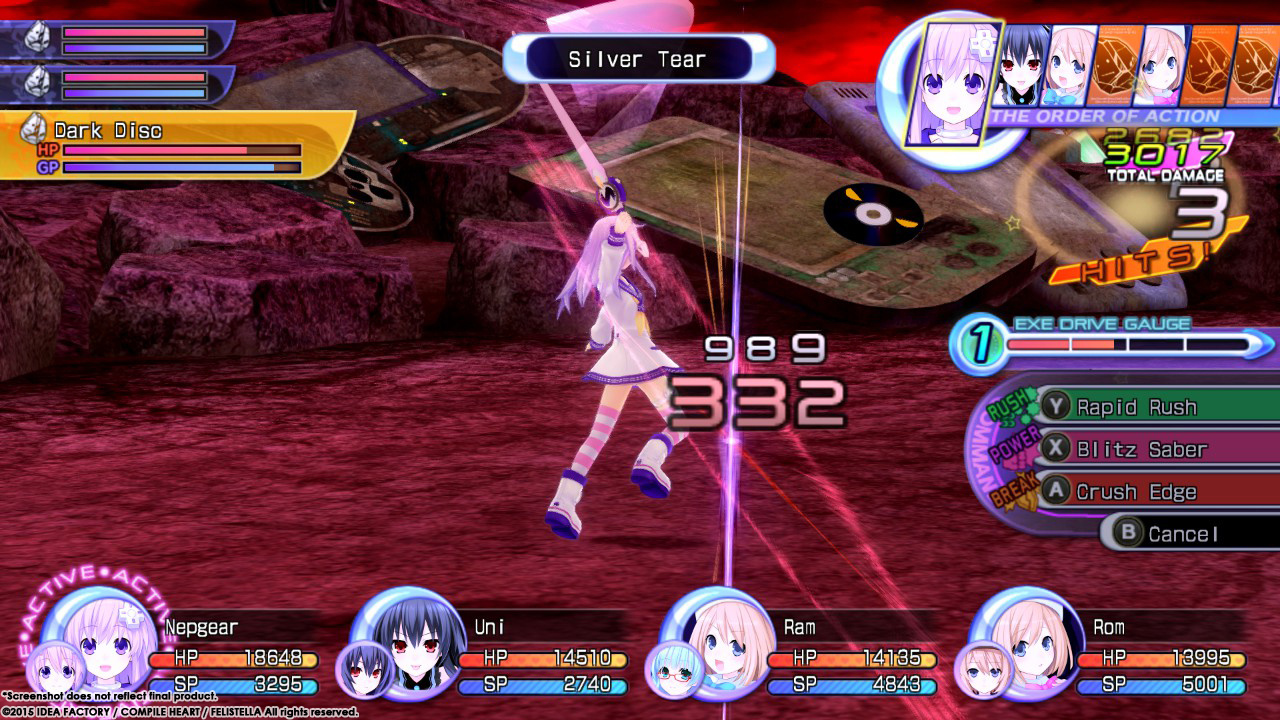 Silver Tear
Dark Disc
HP
GP
THE ORDER OF ACTION
2682
3017
TOTAL DAMAGE
3
HITS!
1 EXE DRIVE GAUGE
989
332
RUSH Y Rapid Rush
POWER X Blitz Saber
BREAK A Crush Edge
B Cancel
ACTIVE•ACTIVE
Nepgear
HP 18648
SP 3295
Uni
HP 14510
SP 2740
Ram
HP 14135
SP 4843
Rom
HP 13995
SP 5001
*Screenshot does not reflect final product.
©2015 IDEA FACTORY / COMPILE HEART / FELISTELLA All rights reserved.